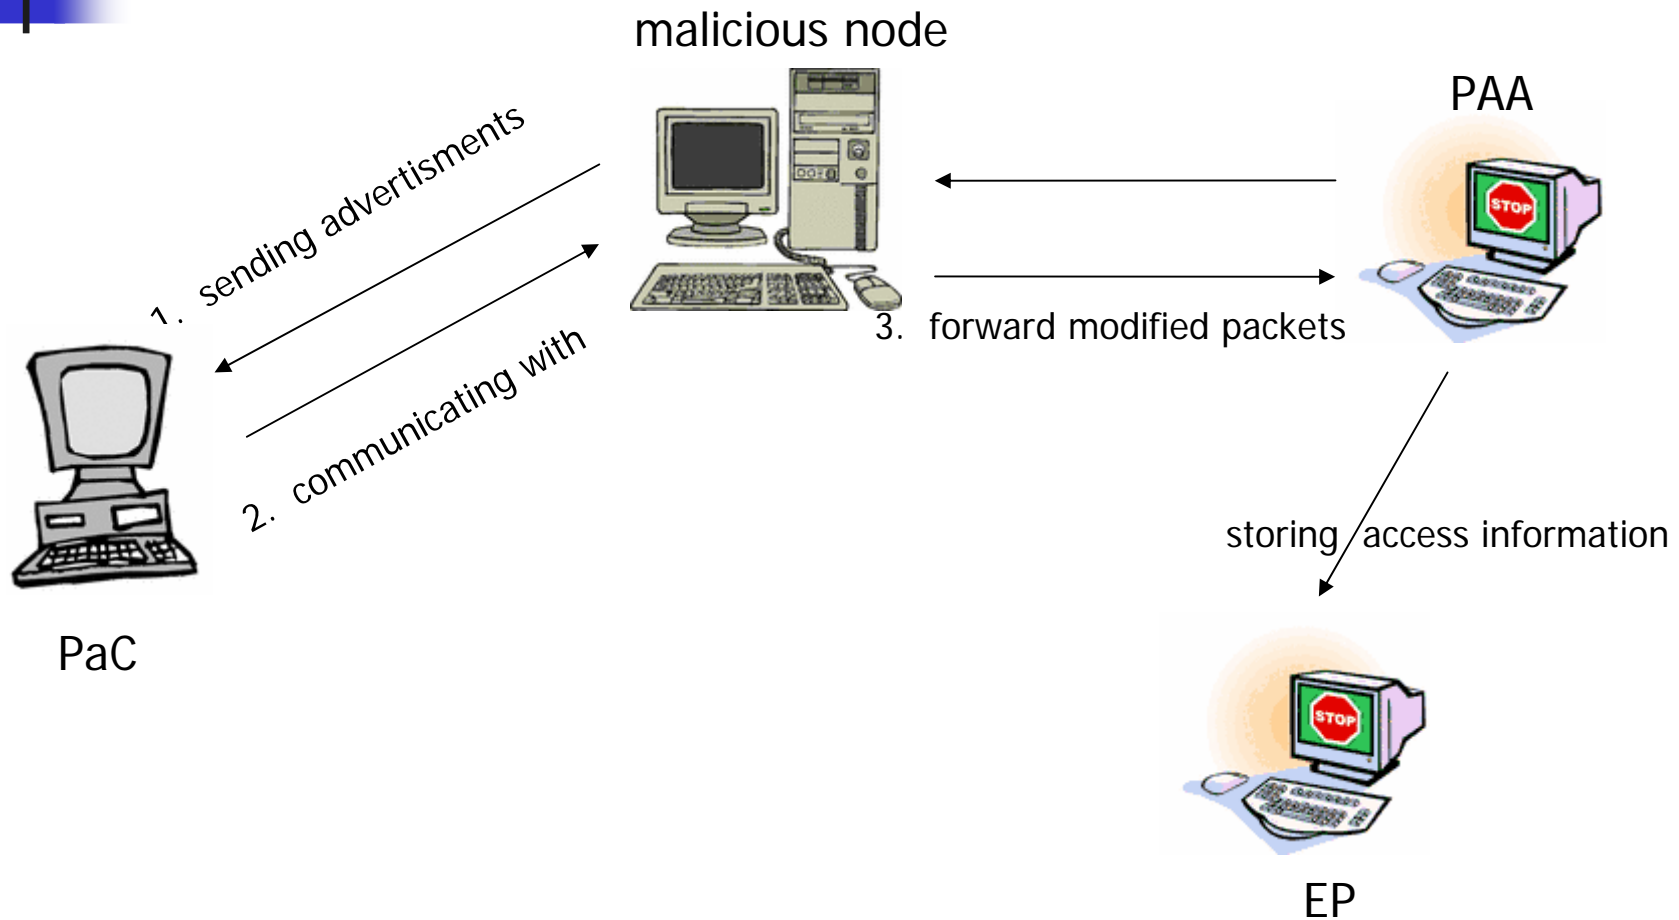 malicious node
PAA
STOP
1. sending advertisments
2. communicating with
3. forward modified packets
PaC
storing access information
STOP
EP